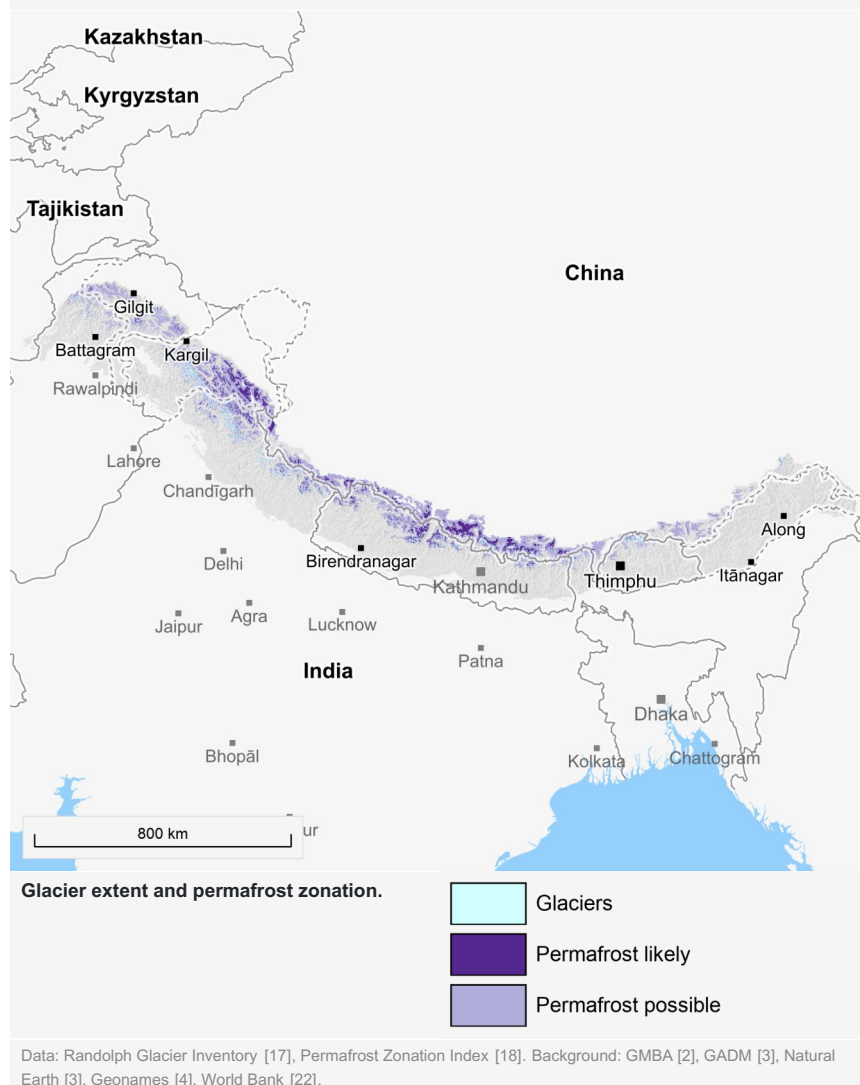 Kazakhstan
Kyrgyzstan
Tajikistan
China
Gilgit
Battagram
Kargil
Rawalpindi
Lahore
Chandīgarh
Along
Delhi
Birendranagar
Kathmandu
Thimphu
Itānagar
Jaipur
Agra
Lucknow
Patna
India
Dhaka
Bhopāl
Kolkata
Chattogram
ur
800 km
Glacier extent and permafrost zonation.
Glaciers
Permafrost likely
Permafrost possible
Data: Randolph Glacier Inventory [17], Permafrost Zonation Index [18]. Background: GMBA [2], GADM [3], Natural
Earth [3], Geonames [4], World Bank [22].